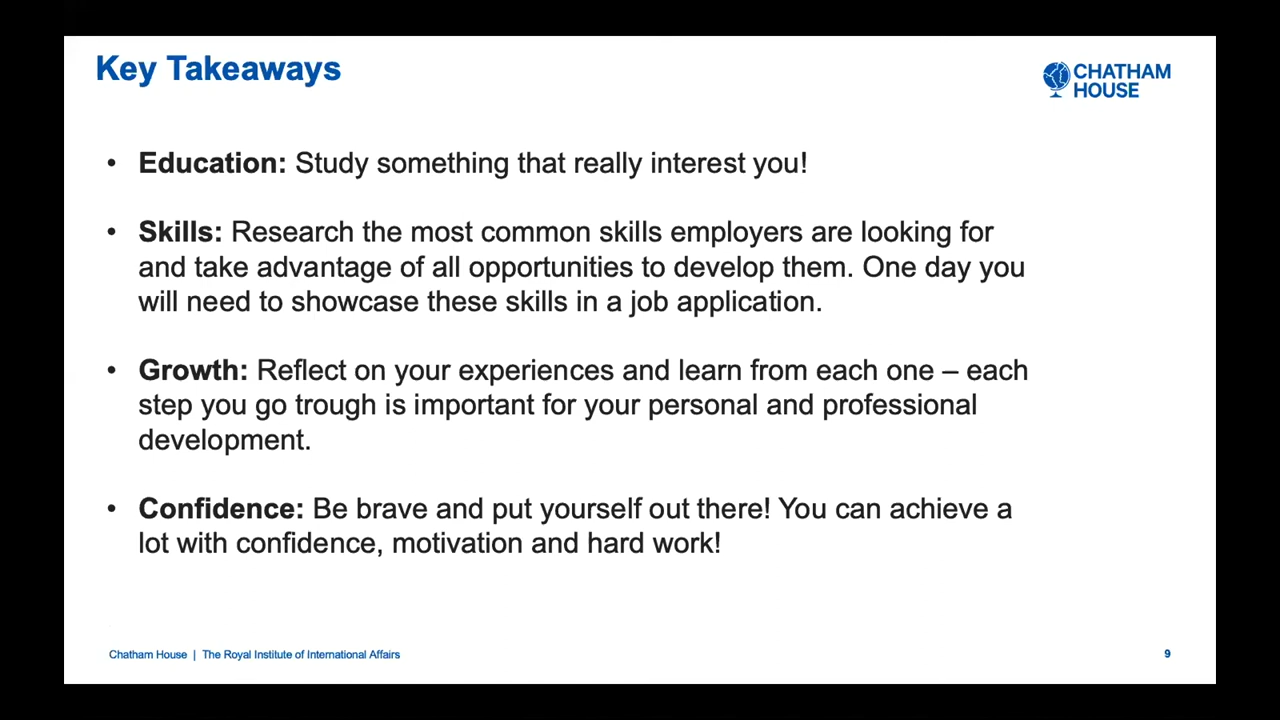 Key Takeaways
CHATHAM
HOUSE
• Education: Study something that really interest you!
• Skills: Research the most common skills employers are looking for
and take advantage of all opportunities to develop them. One day you
will need to showcase these skills in a job application.
• Growth: Reflect on your experiences and learn from each one – each
step you go trough is important for your personal and professional
development.
• Confidence: Be brave and put yourself out there! You can achieve a
lot with confidence, motivation and hard work!
Chatham House | The Royal Institute of International Affairs
9